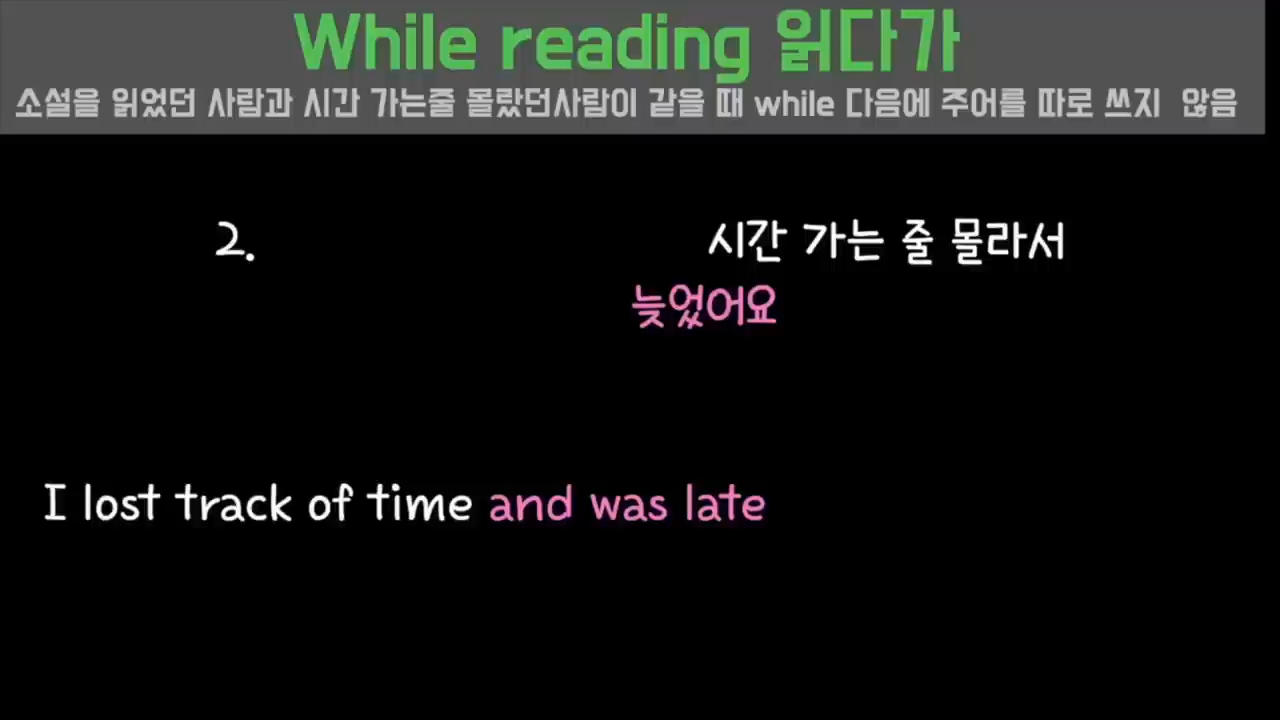 While reading 읽다가
소설을 읽었던 사람과 시간 가는줄 몰랐던사람이 같을 때 while 다음에 주어를 따로 쓰지 않음
2. 시간 가는 줄 몰라서
늦었어요
I lost track of time and was late